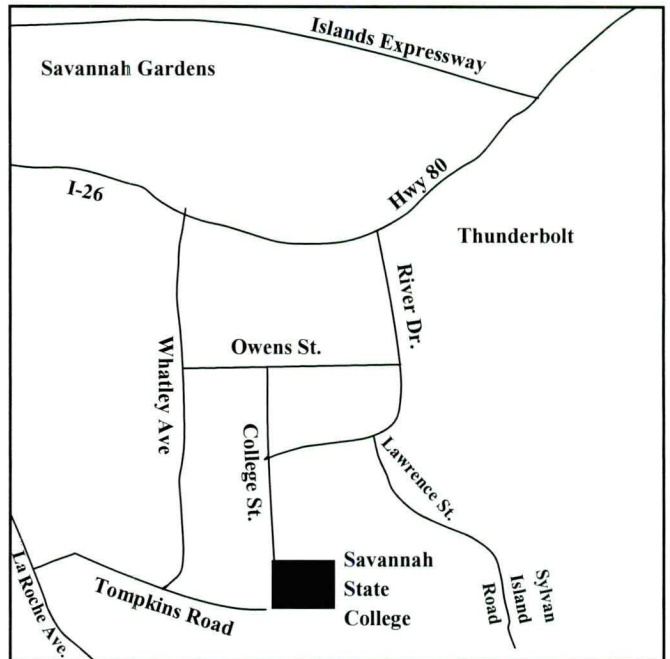 Islands Expressway
Savannah Gardens
I-26
Hwy 80
Thunderbolt
River Dr.
Owens St.
Whatley Ave
College St.
Lawrence St.
Savannah
State
College
Sylvan
Island
Road
Tompkins Road
La Roche Ave.